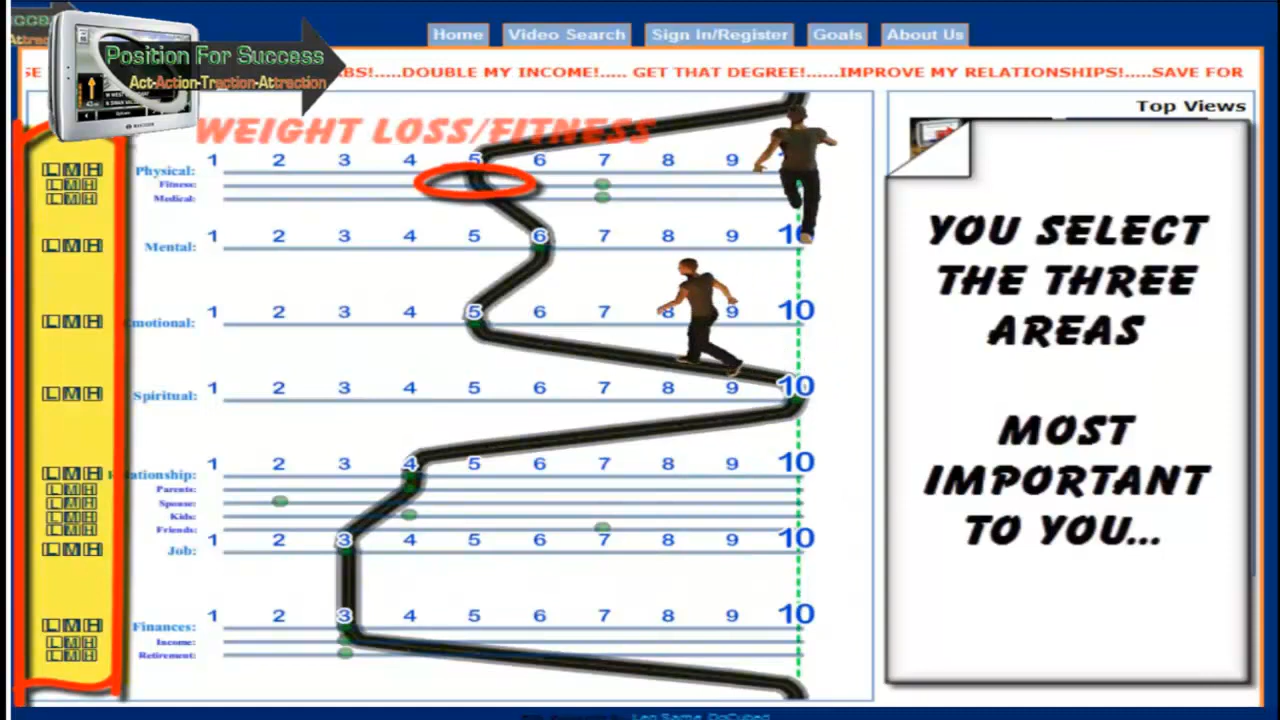 Home
Video Search
Sign In/Register
Goals
About Us
Position For Success
Act-Action-Traction-Attraction
BS!.....DOUBLE MY INCOME!..... GET THAT DEGREE!......IMPROVE MY RELATIONSHIPS!.....SAVE FOR
Top Views
WEIGHT LOSS/FITNESS
1 2 3 4 5 6 7 8 9
L M H Physical:
L M H Fitness:
L M H Medical:
1 2 3 4 5 6 7 8 9 10
L M H Mental:
1 2 3 4 5 6 7 8 9 10
L M H Emotional:
1 2 3 4 5 6 7 8 9 10
L M H Spiritual:
1 2 3 4 5 6 7 8 9 10
L M H ationship:
L M H Parents:
L M H Spouse:
L M H Kids:
L M H Friends:
1 2 3 4 5 6 7 8 9 10
L M H Job:
1 2 3 4 5 6 7 8 9 10
L M H Finances:
L M H Income:
L M H Retirement:
YOU SELECT
THE THREE
AREAS
MOST
IMPORTANT
TO YOU...